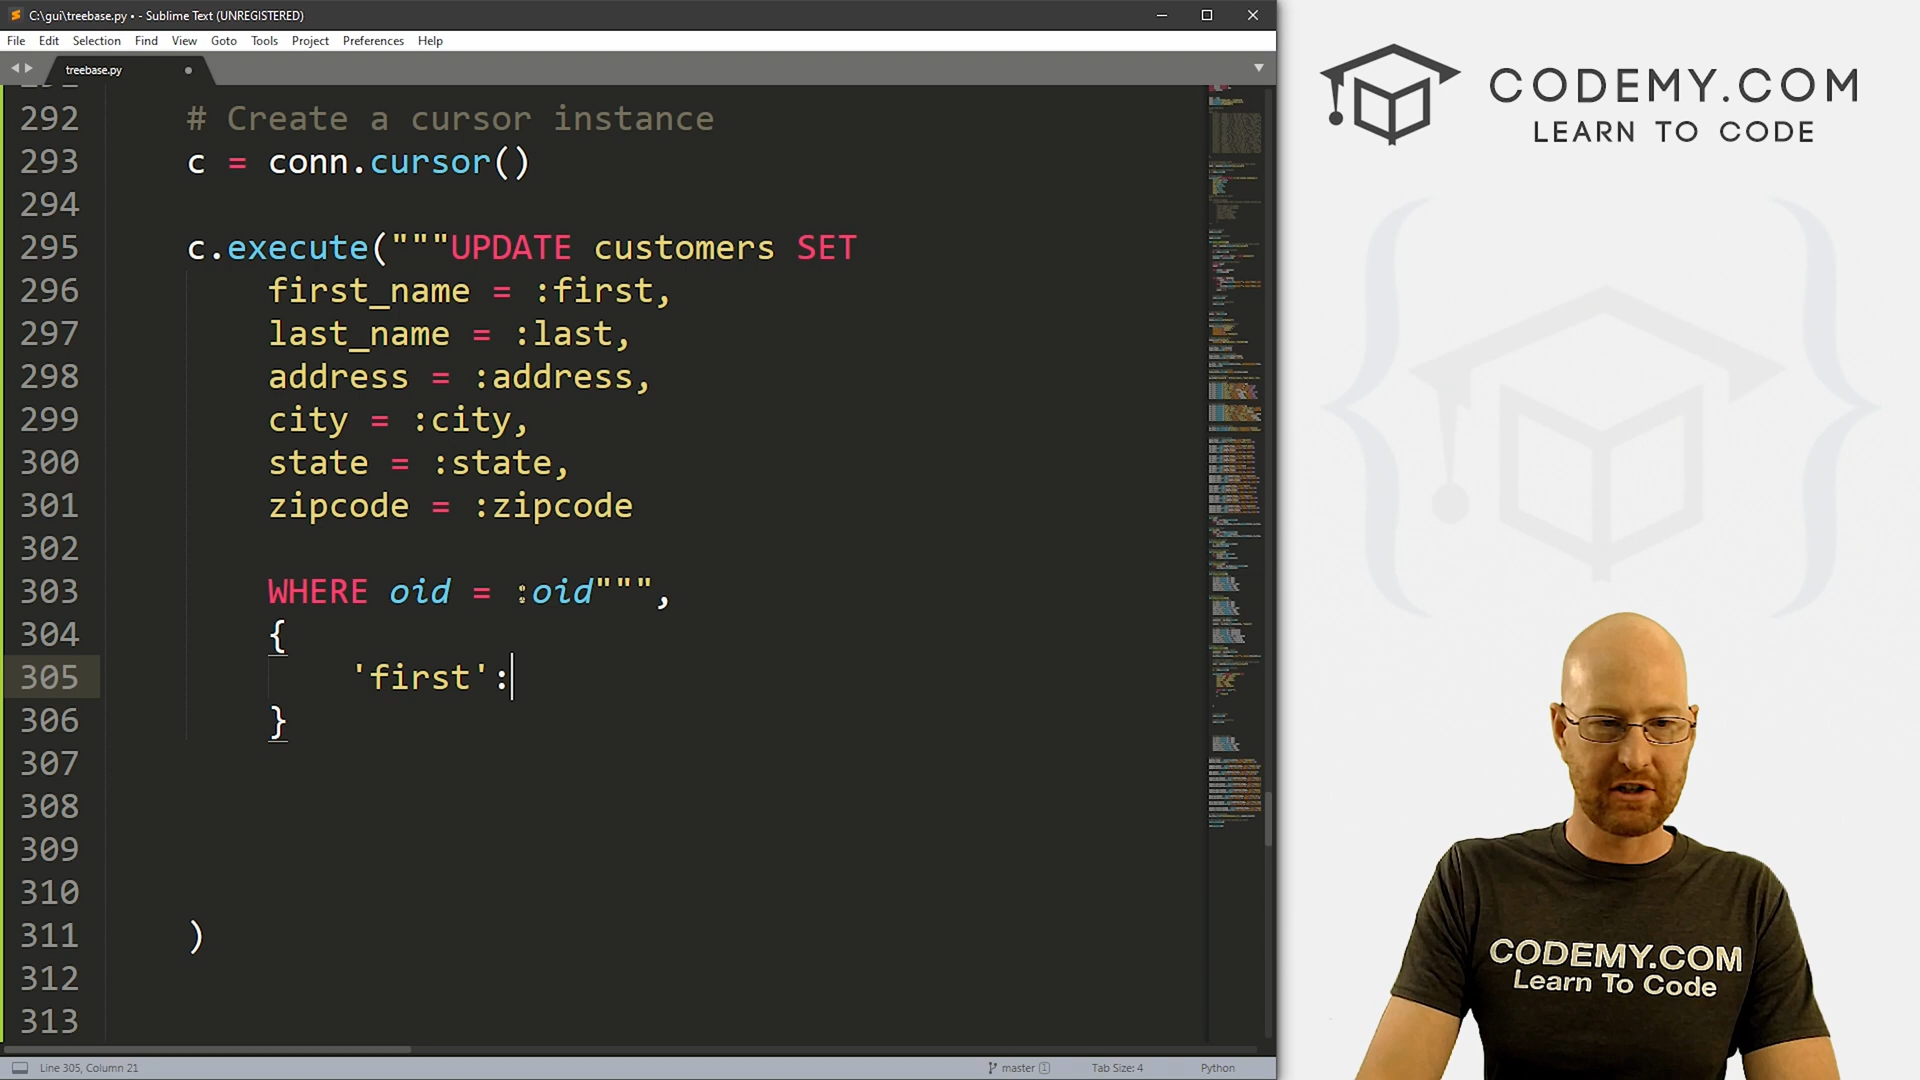 C:\gui\treebase.py • - Sublime Text (UNREGISTERED)
File Edit Selection Find View Goto Tools Project Preferences Help
treebase.py
292 # Create a cursor instance
293 c = conn.cursor()
294
295 c.execute("""UPDATE customers SET
296 first_name = :first,
297 last_name = :last,
298 address = :address,
299 city = :city,
300 state = :state,
301 zipcode = :zipcode
302
303 WHERE oid = :oid""",
304 {
305 'first':
306 }
307
308
309
310
311 )
312
313
Line 305, Column 21
master 1
Tab Size: 4
Python
CODEMY.COM
LEARN TO CODE
CODEMY.COM
Learn To Code